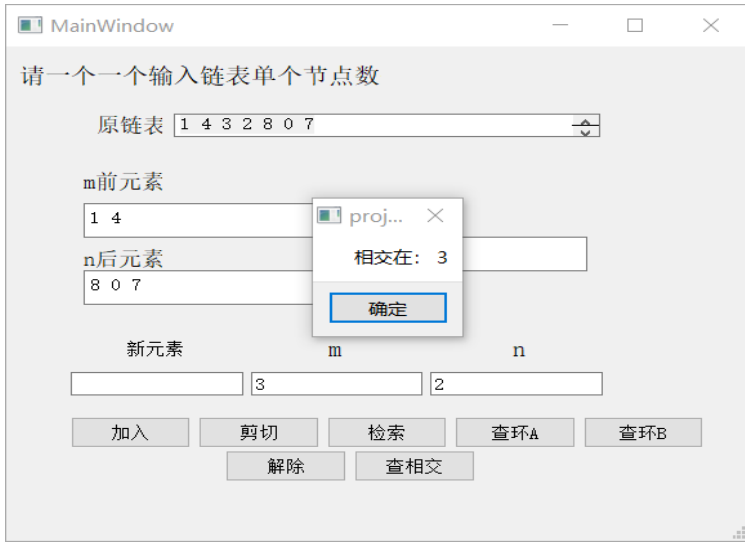 MainWindow
请一个一个输入链表单个节点数
原链表 1 4 3 2 8 0 7
m前元素
1 4
proj...
相交在: 3
n后元素
8 0 7
确定
新元素 m n
3 2
加入 剪切 检索 查环A 查环B
解除 查相交